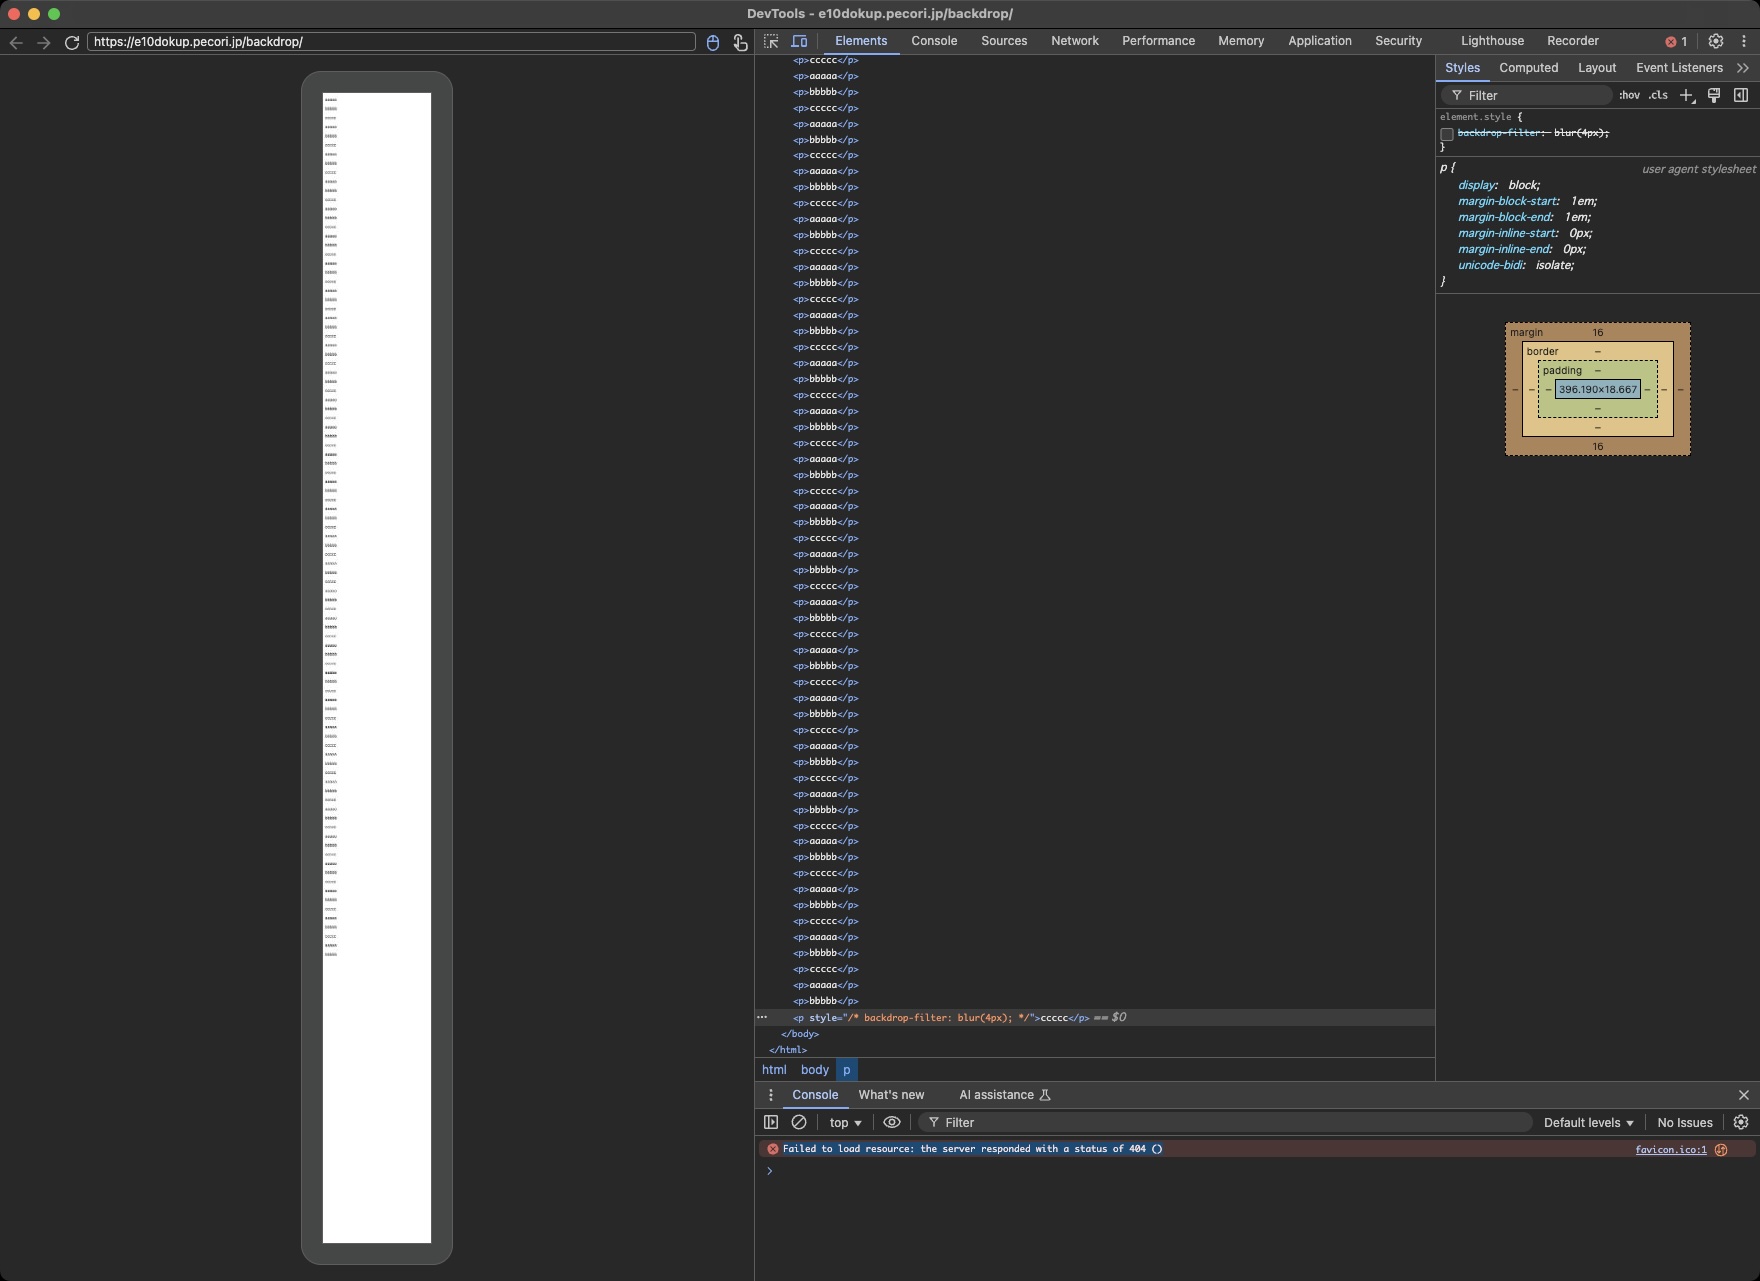 DevTools - e10dokup.pecori.jp/backdrop/
https://e10dokup.pecori.jp/backdrop/
Elements Console Sources Network Performance Memory Application Security Lighthouse Recorder 1
<p>ccccc</p>
<p>aaaaa</p>
<p>bbbbb</p>
<p>ccccc</p>
<p>aaaaa</p>
<p>bbbbb</p>
<p>ccccc</p>
<p>aaaaa</p>
<p>bbbbb</p>
<p>ccccc</p>
<p>aaaaa</p>
<p>bbbbb</p>
<p>ccccc</p>
<p>aaaaa</p>
<p>bbbbb</p>
<p>ccccc</p>
<p>aaaaa</p>
<p>bbbbb</p>
<p>ccccc</p>
<p>aaaaa</p>
<p>bbbbb</p>
<p>ccccc</p>
<p>aaaaa</p>
<p>bbbbb</p>
<p>ccccc</p>
<p>aaaaa</p>
<p>bbbbb</p>
<p>ccccc</p>
<p>aaaaa</p>
<p>bbbbb</p>
<p>ccccc</p>
<p>aaaaa</p>
<p>bbbbb</p>
<p>ccccc</p>
<p>aaaaa</p>
<p>bbbbb</p>
<p>ccccc</p>
<p>aaaaa</p>
<p>bbbbb</p>
<p>ccccc</p>
<p>aaaaa</p>
<p>bbbbb</p>
<p>ccccc</p>
<p>aaaaa</p>
<p>bbbbb</p>
<p>ccccc</p>
<p>aaaaa</p>
<p>bbbbb</p>
<p>ccccc</p>
<p>aaaaa</p>
<p>bbbbb</p>
<p>ccccc</p>
<p>aaaaa</p>
<p>bbbbb</p>
<p>ccccc</p>
<p>aaaaa</p>
<p>bbbbb</p>
<p>ccccc</p>
<p>aaaaa</p>
<p>bbbbb</p>
<p style="/* backdrop-filter: blur(4px); */">ccccc</p> == $0
</body>
</html>
html body p
Styles Computed Layout Event Listeners
Filter :hov .cls
element.style {
backdrop-filter: blur(4px);
}
p { user agent stylesheet
display: block;
margin-block-start: 1em;
margin-block-end: 1em;
margin-inline-start: 0px;
margin-inline-end: 0px;
unicode-bidi: isolate;
}
margin 16
border –
padding –
– – – 396.190×18.667 – – –
–
–
16
Console What's new AI assistance
top Filter Default levels No Issues
Failed to load resource: the server responded with a status of 404 () favicon.ico:1